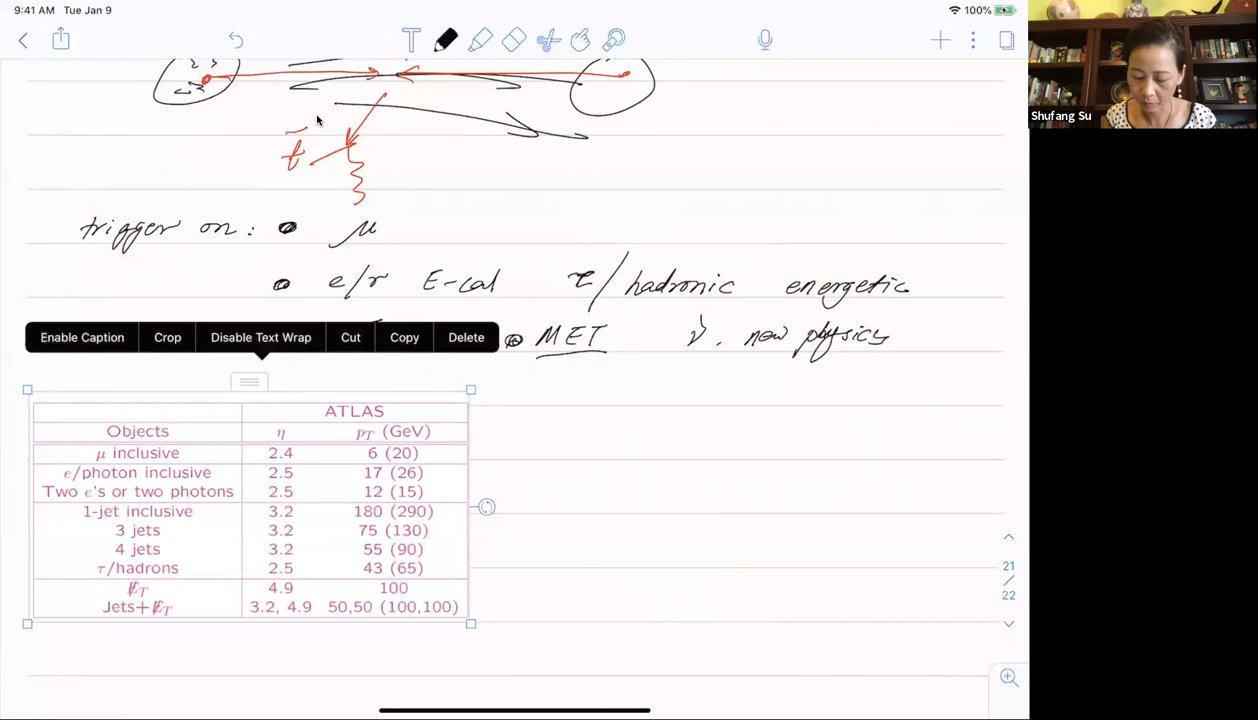 9:41 AM Tue Jan 9
100%
Shufang Su
t
trigger on: μ
e/γ E-cal τ/hadronic energetic
MET ν. new physics
Enable Caption Crop Disable Text Wrap Cut Copy Delete
ATLAS
Objects η pT (GeV)
μ inclusive 2.4 6 (20)
e/photon inclusive 2.5 17 (26)
Two e's or two photons 2.5 12 (15)
1-jet inclusive 3.2 180 (290)
3 jets 3.2 75 (130)
4 jets 3.2 55 (90)
τ/hadrons 2.5 43 (65)
E̸T 4.9 100
Jets+E̸T 3.2, 4.9 50,50 (100,100)
21
/
22